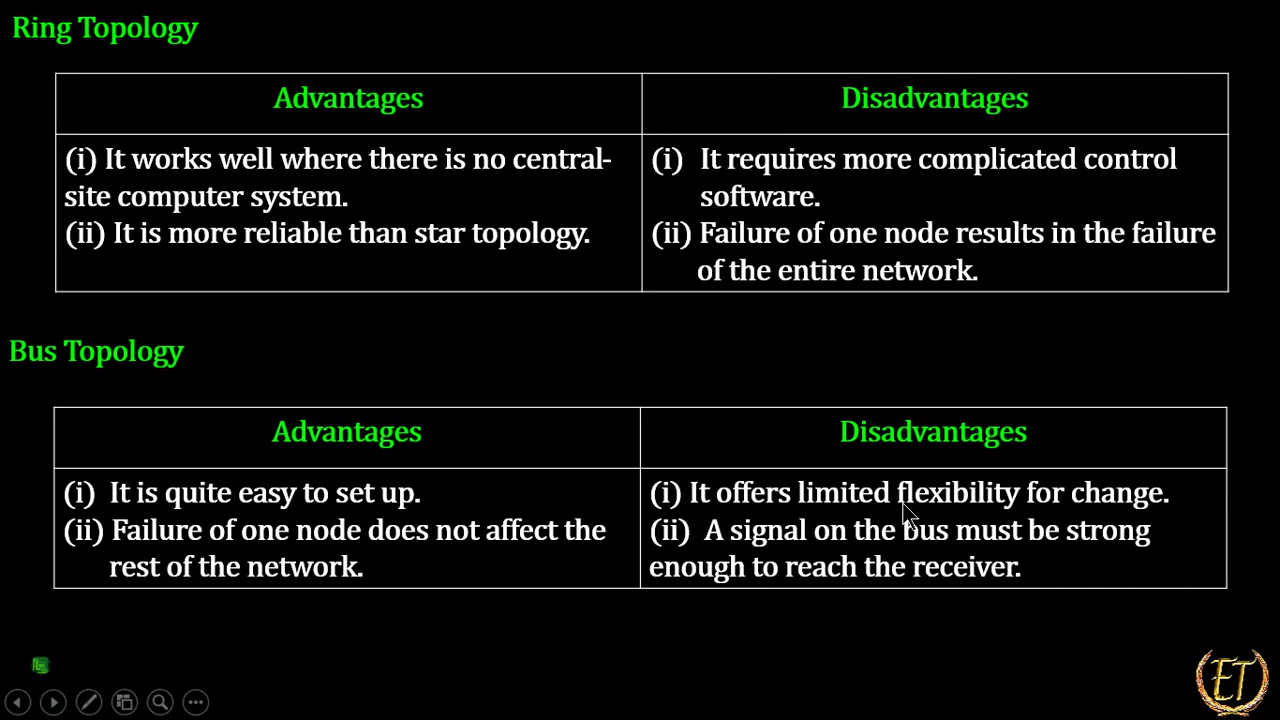 Ring Topology
Advantages
Disadvantages
(i) It works well where there is no central-
site computer system.
(ii) It is more reliable than star topology.
(i) It requires more complicated control
software.
(ii) Failure of one node results in the failure
of the entire network.
Bus Topology
Advantages
Disadvantages
(i) It is quite easy to set up.
(ii) Failure of one node does not affect the
rest of the network.
(i) It offers limited flexibility for change.
(ii) A signal on the bus must be strong
enough to reach the receiver.
ET